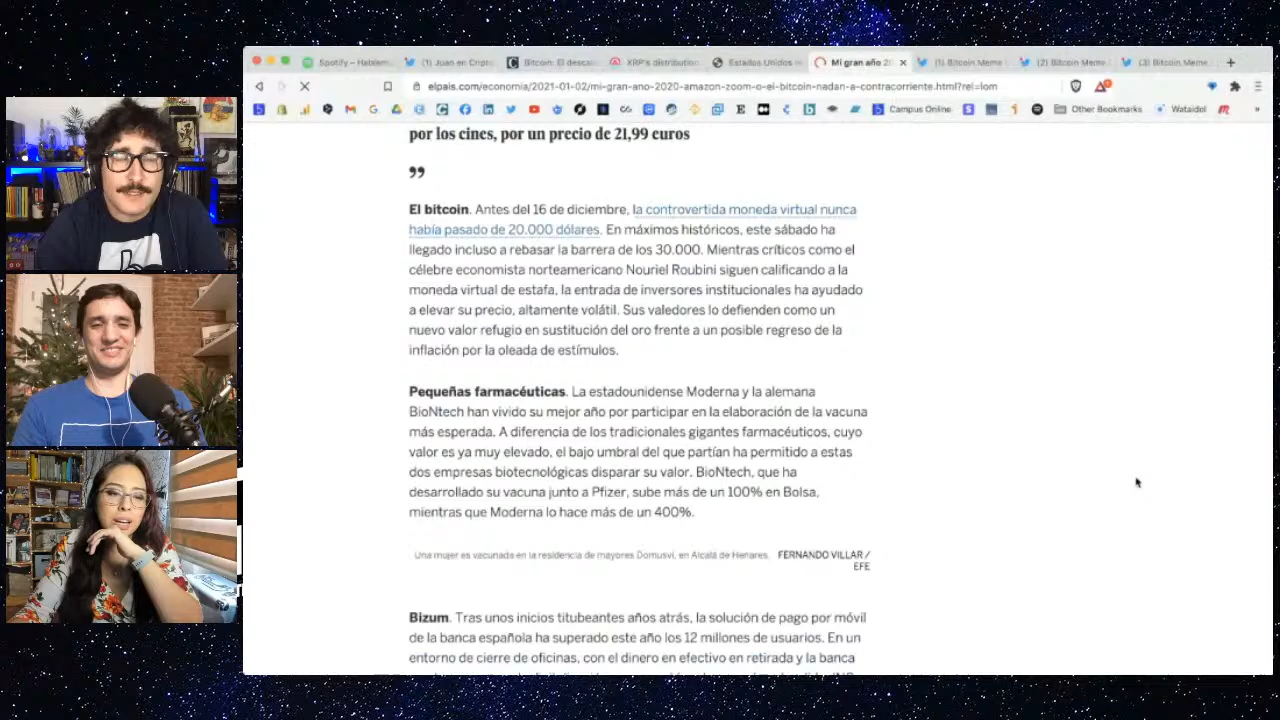 Spotify – Hablem
(1) Juan en Cripto
Bitcoin: El desca
XRP's distribution
Estados Unidos
Mi gran año 20
(1) Bitcoin Meme
(2) Bitcoin Meme
(3) Bitcoin Meme
elpais.com/economia/2021-01-02/mi-gran-ano-2020-amazon-zoom-o-el-bitcoin-nadan-a-contracorriente.html?rel=lom
Campus Online
Other Bookmarks
Wataidol
por los cines, por un precio de 21,99 euros
”
El bitcoin. Antes del 16 de diciembre, la controvertida moneda virtual nunca
había pasado de 20.000 dólares. En máximos históricos, este sábado ha
llegado incluso a rebasar la barrera de los 30.000. Mientras críticos como el
célebre economista norteamericano Nouriel Roubini siguen calificando a la
moneda virtual de estafa, la entrada de inversores institucionales ha ayudado
a elevar su precio, altamente volátil. Sus valedores lo defienden como un
nuevo valor refugio en sustitución del oro frente a un posible regreso de la
inflación por la oleada de estímulos.
Pequeñas farmacéuticas. La estadounidense Moderna y la alemana
BioNtech han vivido su mejor año por participar en la elaboración de la vacuna
más esperada. A diferencia de los tradicionales gigantes farmacéuticos, cuyo
valor es ya muy elevado, el bajo umbral del que partían ha permitido a estas
dos empresas biotecnológicas disparar su valor. BioNtech, que ha
desarrollado su vacuna junto a Pfizer, sube más de un 100% en Bolsa,
mientras que Moderna lo hace más de un 400%.
Una mujer es vacunada en la residencia de mayores Domusvi, en Alcalá de Henares. FERNANDO VILLAR /
EFE
Bizum. Tras unos inicios titubeantes años atrás, la solución de pago por móvil
de la banca española ha superado este año los 12 millones de usuarios. En un
entorno de cierre de oficinas, con el dinero en efectivo en retirada y la banca